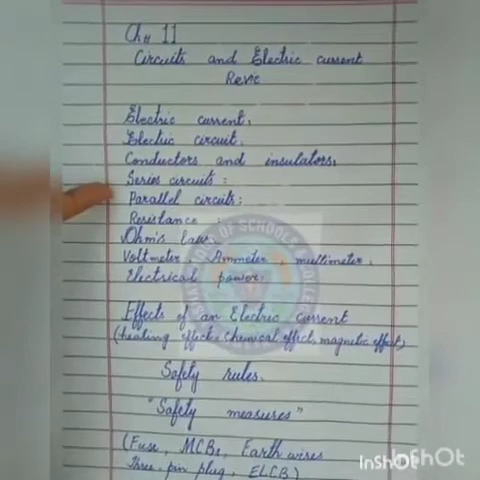 Ch# 11
Circuits and Electric current
Revic
Electric current,
Electric circuit.
Conductors and insulators,
Series circuits :
Parallel circuits;
Resistance :
Ohm's law
Voltmeter, Ammeter, multimeter,
Electrical power,
Effects of an Electric current
(heating effect, chemical effect, magnetic effect)
Safety rules.
"Safety measures"
(Fuse, MCBs, Earth wires
three-pin plug, ELCB)
InshOt